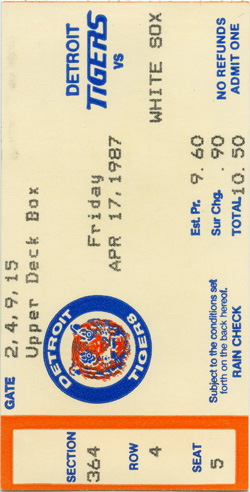 DETROIT
TIGERS
VS
WHITE SOX
NO REFUNDS
ADMIT ONE
Friday
APR 17,1987
Est. Pr. 9.60
Sur Chg. .90
TOTAL 10.50
GATE 2,4,9,15
Upper Deck Box
DETROIT
TIGERS
Subject to the conditions set
forth on the back hereof.
RAIN CHECK
SECTION 364
ROW 4
SEAT 5